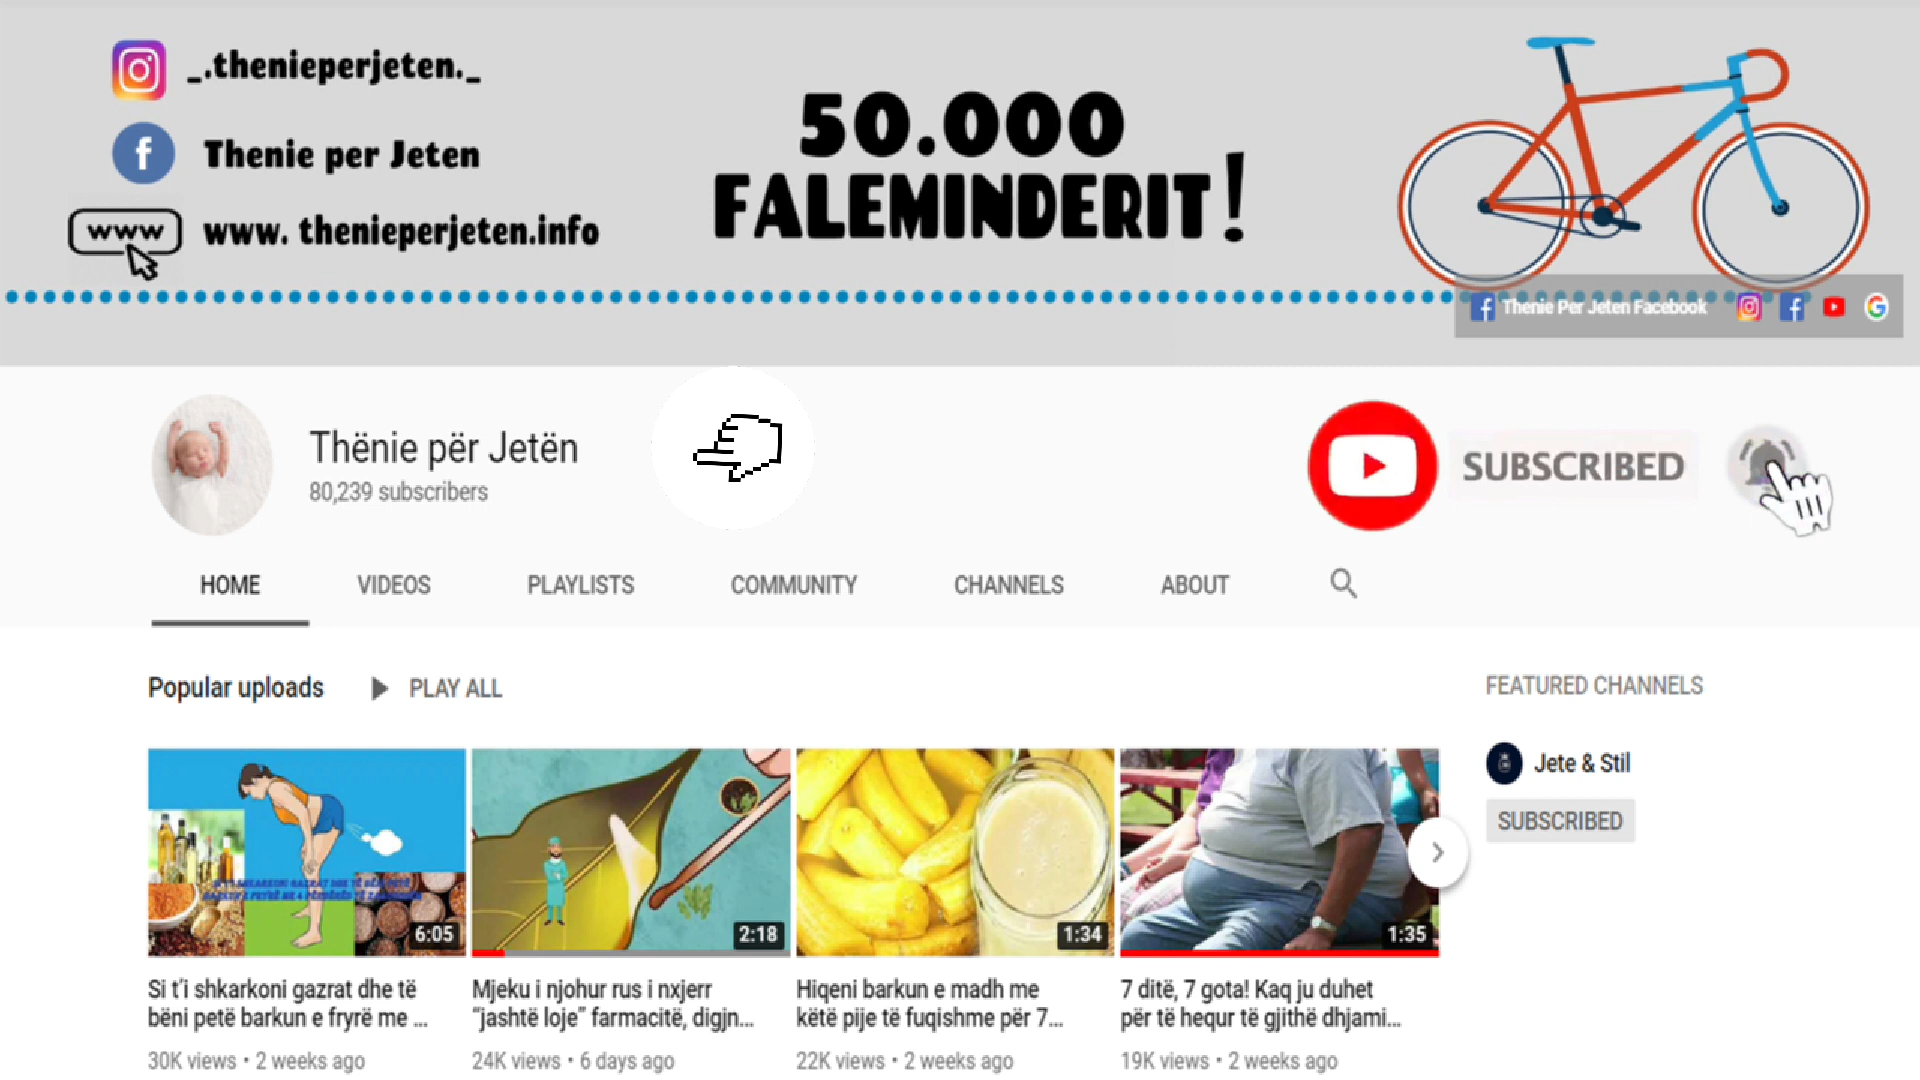 _.thenieperjeten._
50.000
f Thenie per Jeten
FALEMINDERIT!
www www. thenieperjeten.info
Thenie Per Jeten Facebook
Thënie për Jetën
80,239 subscribers
SUBSCRIBED
HOME VIDEOS PLAYLISTS COMMUNITY CHANNELS ABOUT
Popular uploads PLAY ALL
FEATURED CHANNELS
Jete & Stil
SUBSCRIBED
6:05
2:18
1:34
1:35
Si t'i shkarkoni gazrat dhe të
bëni petë barkun e fryrë me ...
30K views • 2 weeks ago
Mjeku i njohur rus i nxjerr
“jashtë loje” farmacitë, digjn...
24K views • 6 days ago
Hiqeni barkun e madh me
këtë pije të fuqishme për 7...
22K views • 2 weeks ago
7 ditë, 7 gota! Kaq ju duhet
për të hequr të gjithë dhjami...
19K views • 2 weeks ago